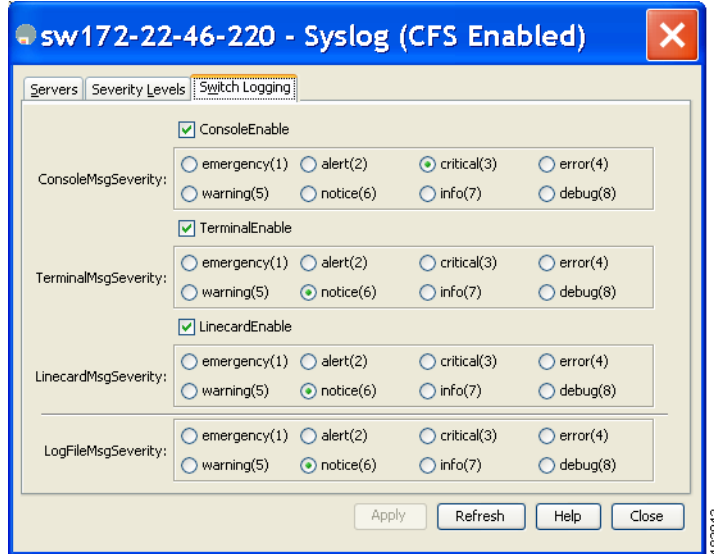 sw172-22-46-220 - Syslog (CFS Enabled)
Servers Severity Levels Switch Logging
ConsoleEnable
ConsoleMsgSeverity:
emergency(1) alert(2) critical(3) error(4)
warning(5) notice(6) info(7) debug(8)
TerminalEnable
TerminalMsgSeverity:
emergency(1) alert(2) critical(3) error(4)
warning(5) notice(6) info(7) debug(8)
LinecardEnable
LinecardMsgSeverity:
emergency(1) alert(2) critical(3) error(4)
warning(5) notice(6) info(7) debug(8)
LogFileMsgSeverity:
emergency(1) alert(2) critical(3) error(4)
warning(5) notice(6) info(7) debug(8)
Apply Refresh Help Close